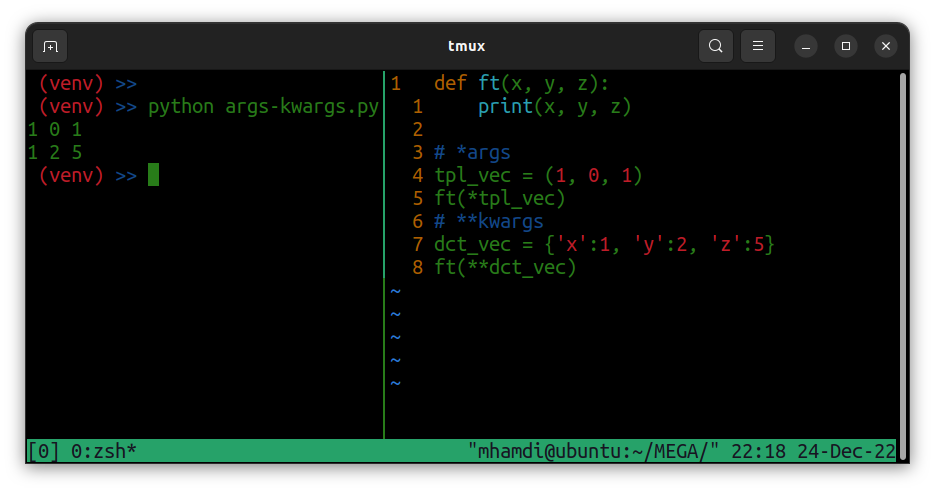 tmux
(venv) >>
(venv) >> python args-kwargs.py
1 0 1
1 2 5
(venv) >>
1 def ft(x, y, z):
1 print(x, y, z)
2
3 # *args
4 tpl_vec = (1, 0, 1)
5 ft(*tpl_vec)
6 # **kwargs
7 dct_vec = {'x':1, 'y':2, 'z':5}
8 ft(**dct_vec)
~
~
~
~
~
[0] 0:zsh* "mhamdi@ubuntu:~/MEGA/" 22:18 24-Dec-22